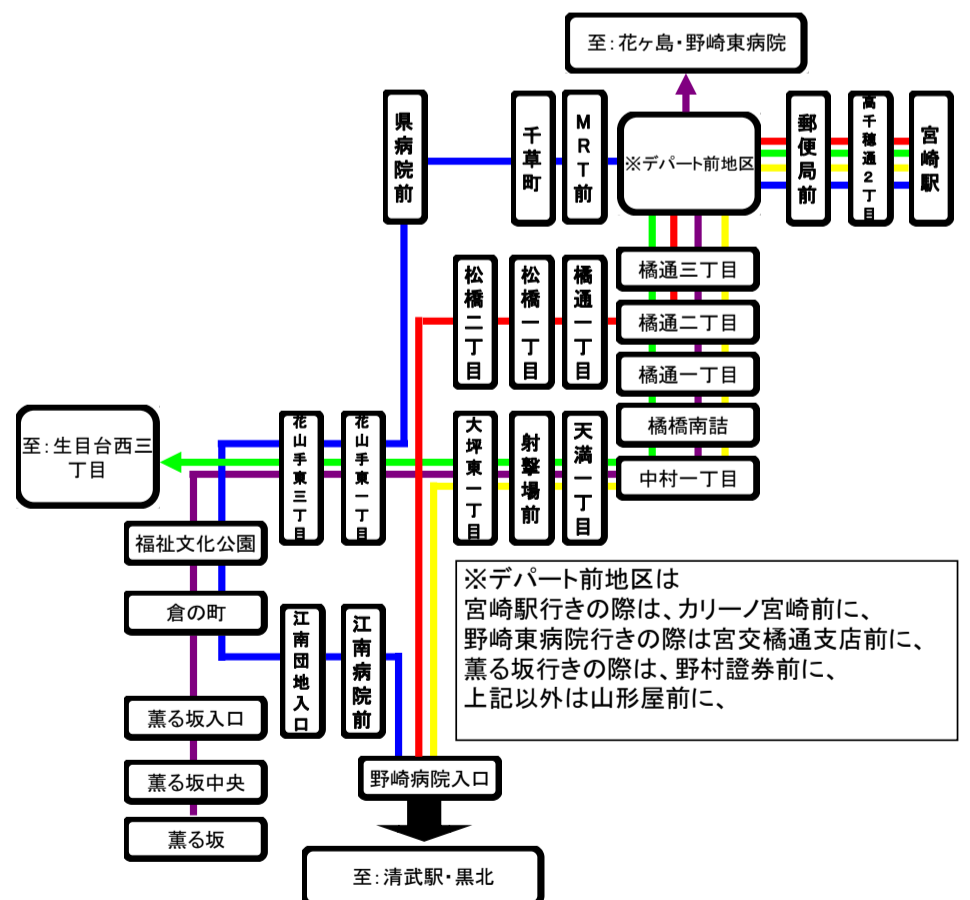 至:花ヶ島・野崎東病院
県病院前
千草町
MRT前
※デパート前地区
郵便局前
高千穂通2丁目
宮崎駅
橘通三丁目
橘通二丁目
橘通一丁目
橘橋南詰
中村一丁目
松橋二丁目
松橋一丁目
橘通一丁目
至:生目台西三
丁目
花山手東三丁目
花山手東一丁目
大坪東一丁目
射撃場前
天満一丁目
福祉文化公園
倉の町
江南団地入口
江南病院前
薫る坂入口
薫る坂中央
薫る坂
野崎病院入口
至:清武駅・黒北
※デパート前地区は
宮崎駅行きの際は、カリーノ宮崎前に、
野崎東病院行きの際は宮交橘通支店前に、
薫る坂行きの際は、野村證券前に、
上記以外は山形屋前に、